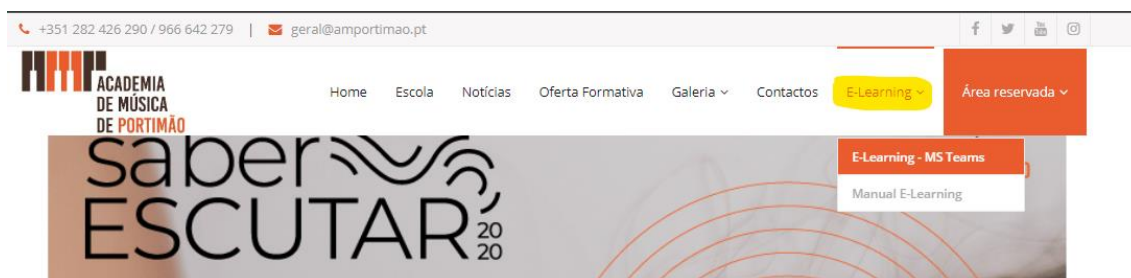 +351 282 426 290 / 966 642 279 | geral@amportimao.pt
ACADEMIA
DE MÚSICA
DE PORTIMÃO
Home Escola Notícias Oferta Formativa Galeria Contactos E-Learning Área reservada
E-Learning - MS Teams
Manual E-Learning
saber
ESCUTAR
20
20